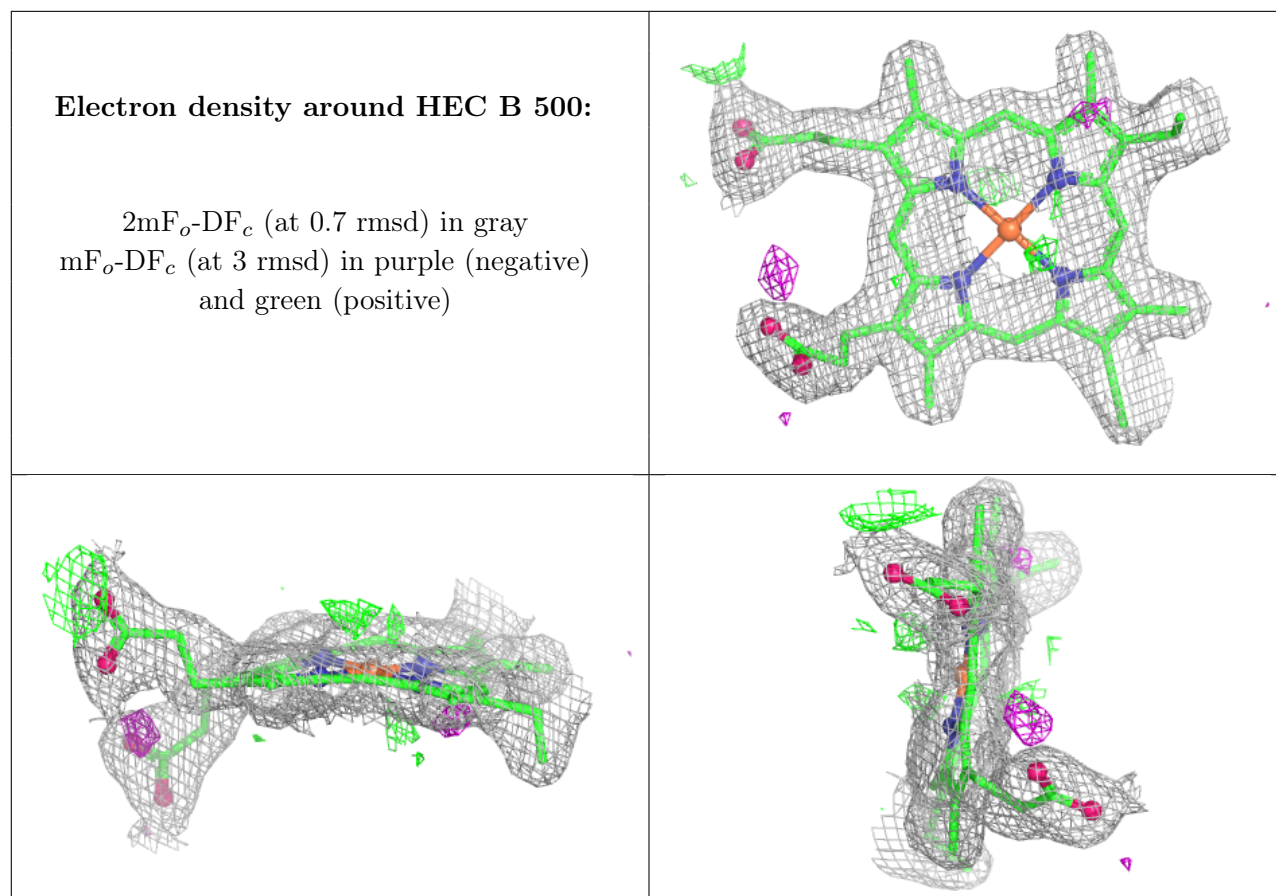 Electron density around HEC B 500:
2mFo-DFc (at 0.7 rmsd) in gray
mFo-DFc (at 3 rmsd) in purple (negative)
and green (positive)